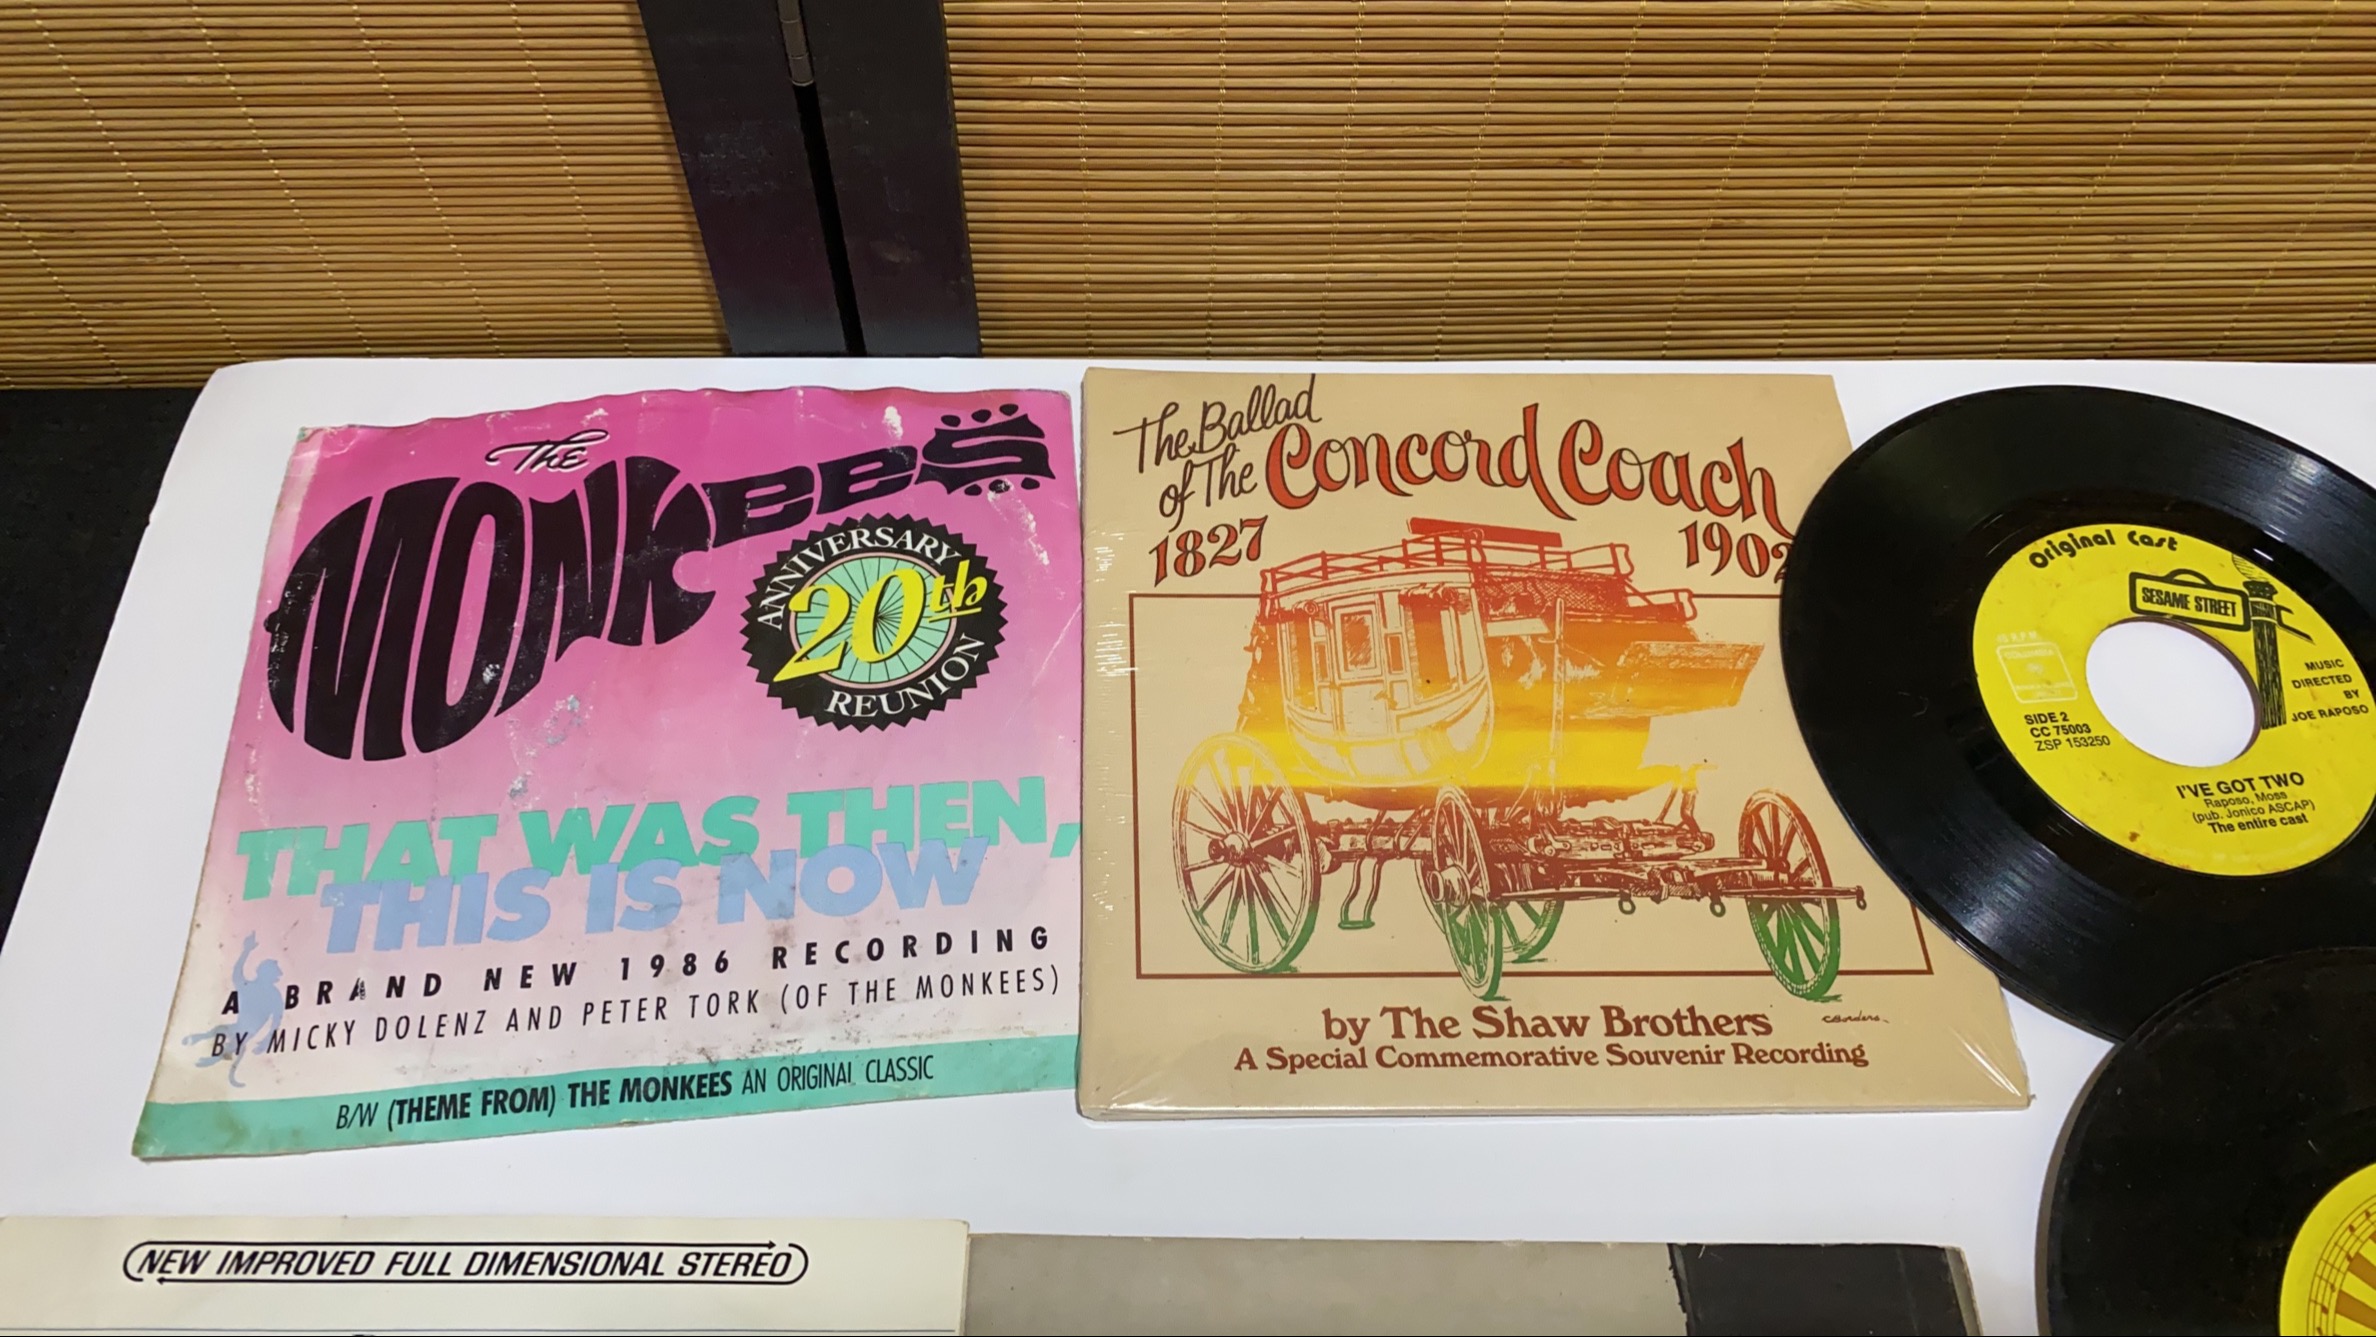 The
MONKEES
ANNIVERSARY
20th
REUNION
THAT WAS THEN,
THIS IS NOW
A BRAND NEW 1986 RECORDING
BY MICKY DOLENZ AND PETER TORK (OF THE MONKEES)
B/W (THEME FROM) THE MONKEES AN ORIGINAL CLASSIC
The Ballad
of The Concord Coach
1827 1902
by The Shaw Brothers
A Special Commemorative Souvenir Recording
Original Cast
SESAME STREET
45 R.P.M.
MUSIC
DIRECTED
BY
JOE RAPOSO
SIDE 2
CC 75003
ZSP 153250
I'VE GOT TWO
Raposo, Moss
(pub. Jonico ASCAP)
The entire cast
NEW IMPROVED FULL DIMENSIONAL STEREO